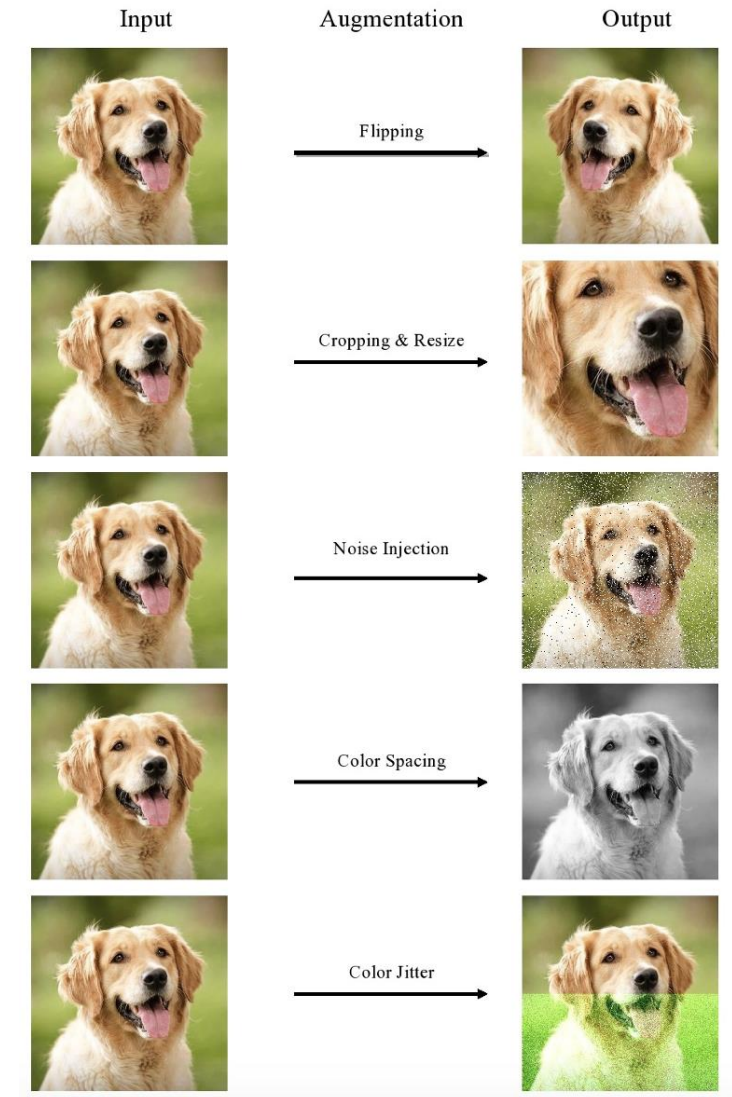 Input Augmentation Output
Flipping
Cropping & Resize
Noise Injection
Color Spacing
Color Jitter